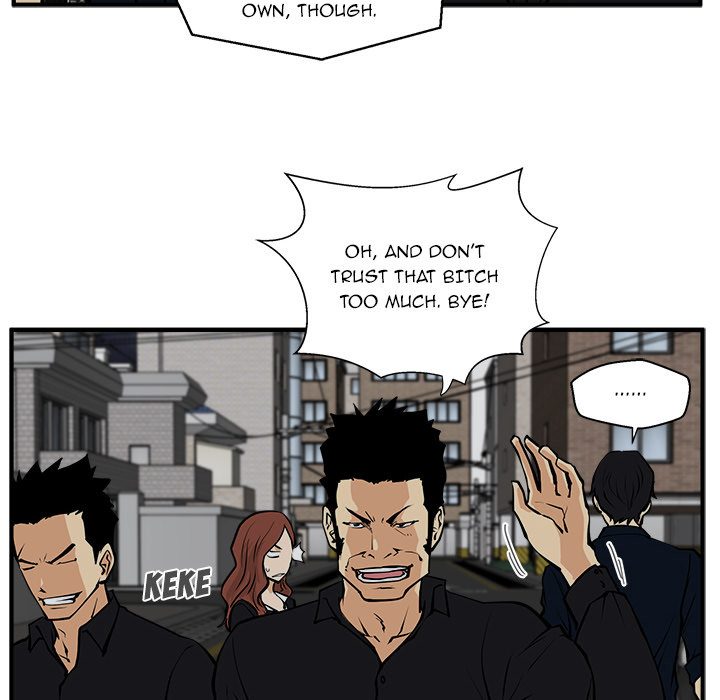 OWN, THOUGH.
OH, AND DON'T
TRUST THAT BITCH
TOO MUCH. BYE!
......
KEKE